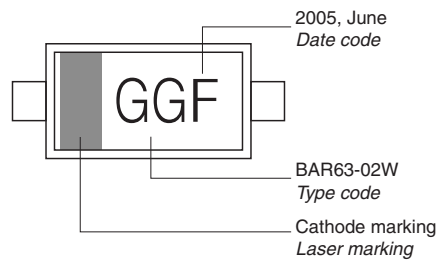 2005, June
Date code
GGF
BAR63-02W
Type code
Cathode marking
Laser marking